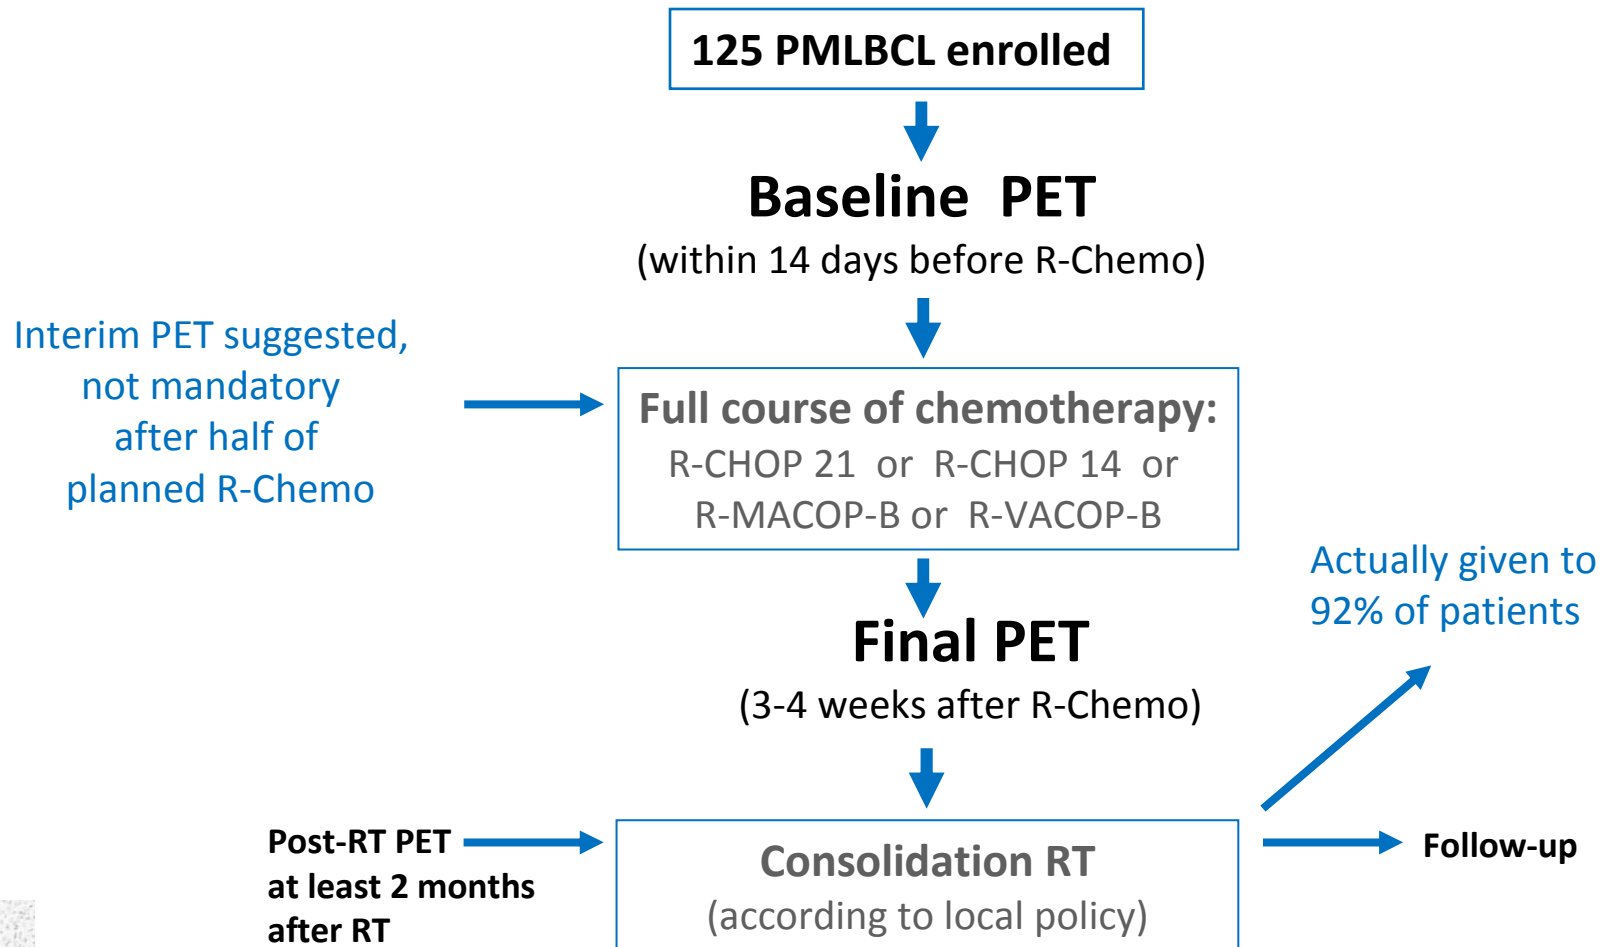 125 PMLBCL enrolled
Baseline PET
(within 14 days before R-Chemo)
Interim PET suggested,
not mandatory
after half of
planned R-Chemo
Full course of chemotherapy:
R-CHOP 21 or R-CHOP 14 or
R-MACOP-B or R-VACOP-B
Final PET
(3-4 weeks after R-Chemo)
Actually given to
92% of patients
Post-RT PET
at least 2 months
after RT
Consolidation RT
(according to local policy)
Follow-up